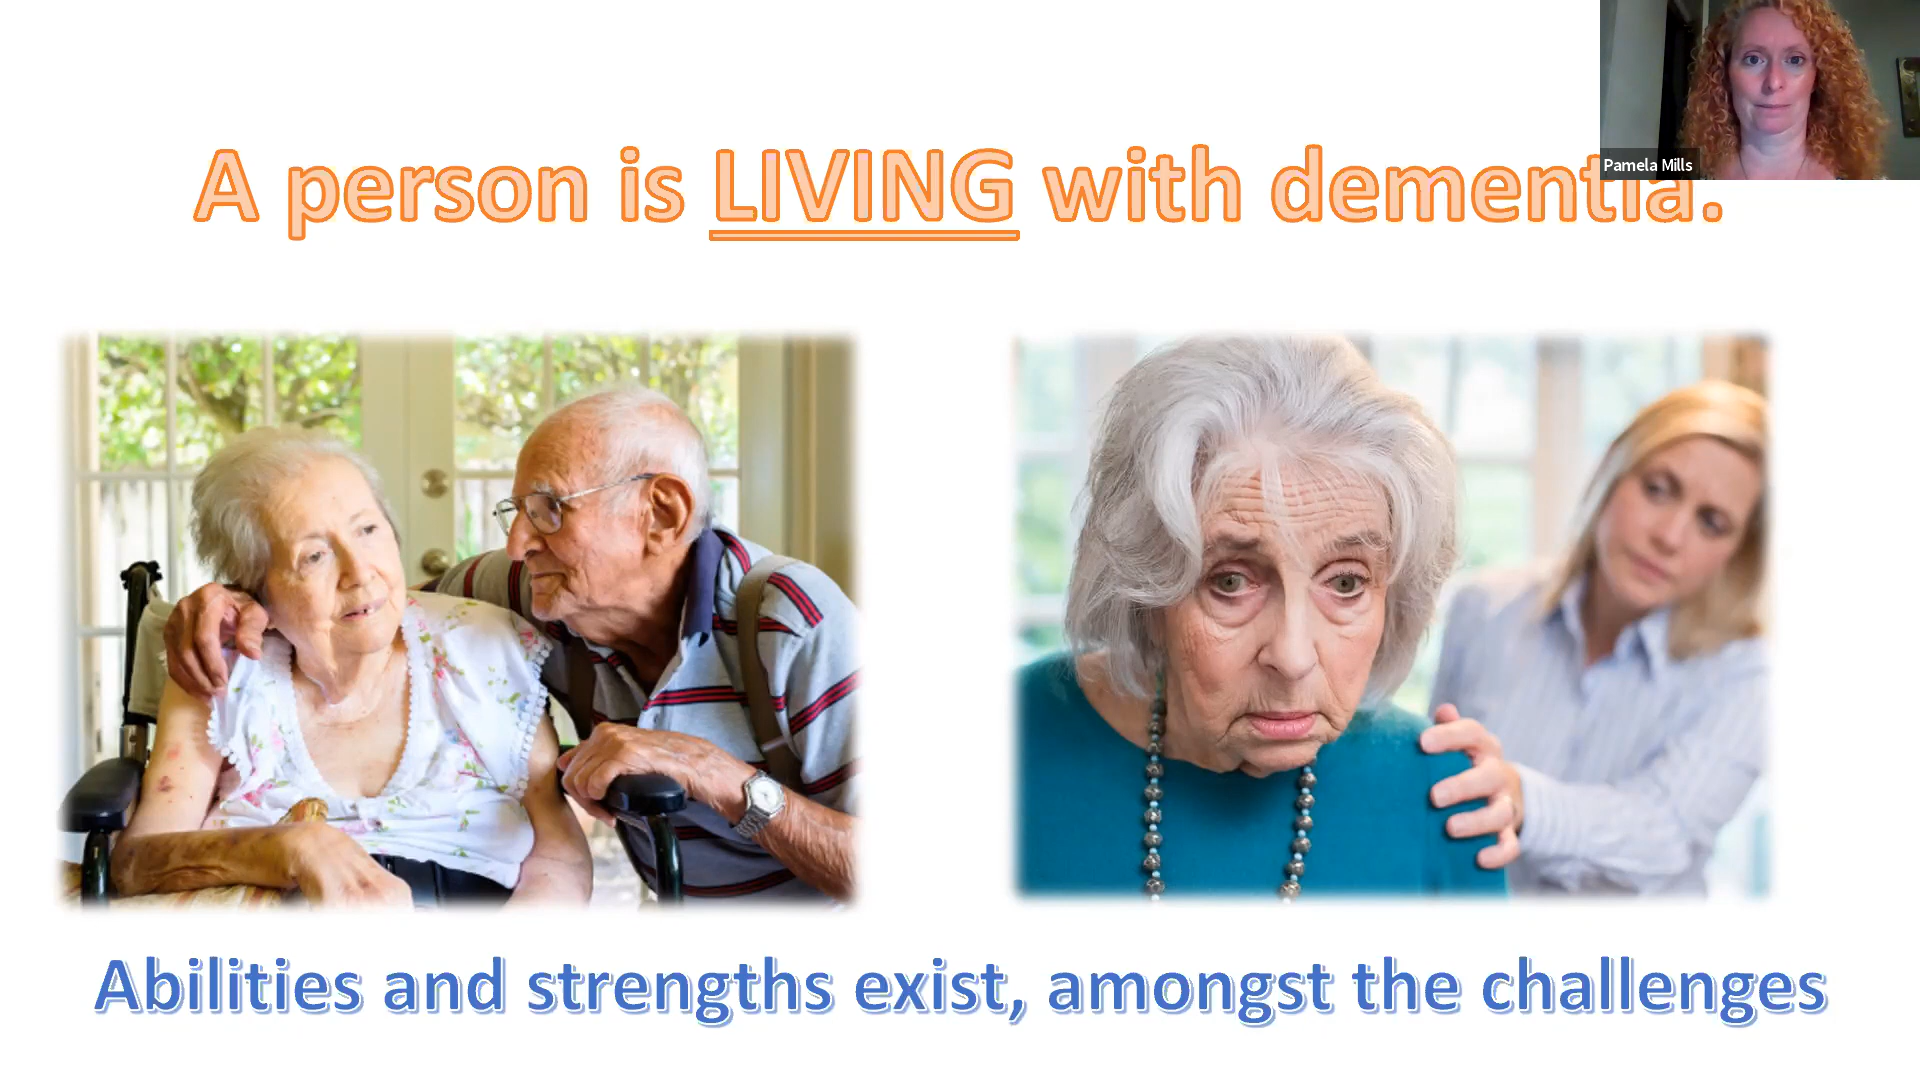 Pamela Mills
A person is LIVING with dementia.
Abilities and strengths exist, amongst the challenges